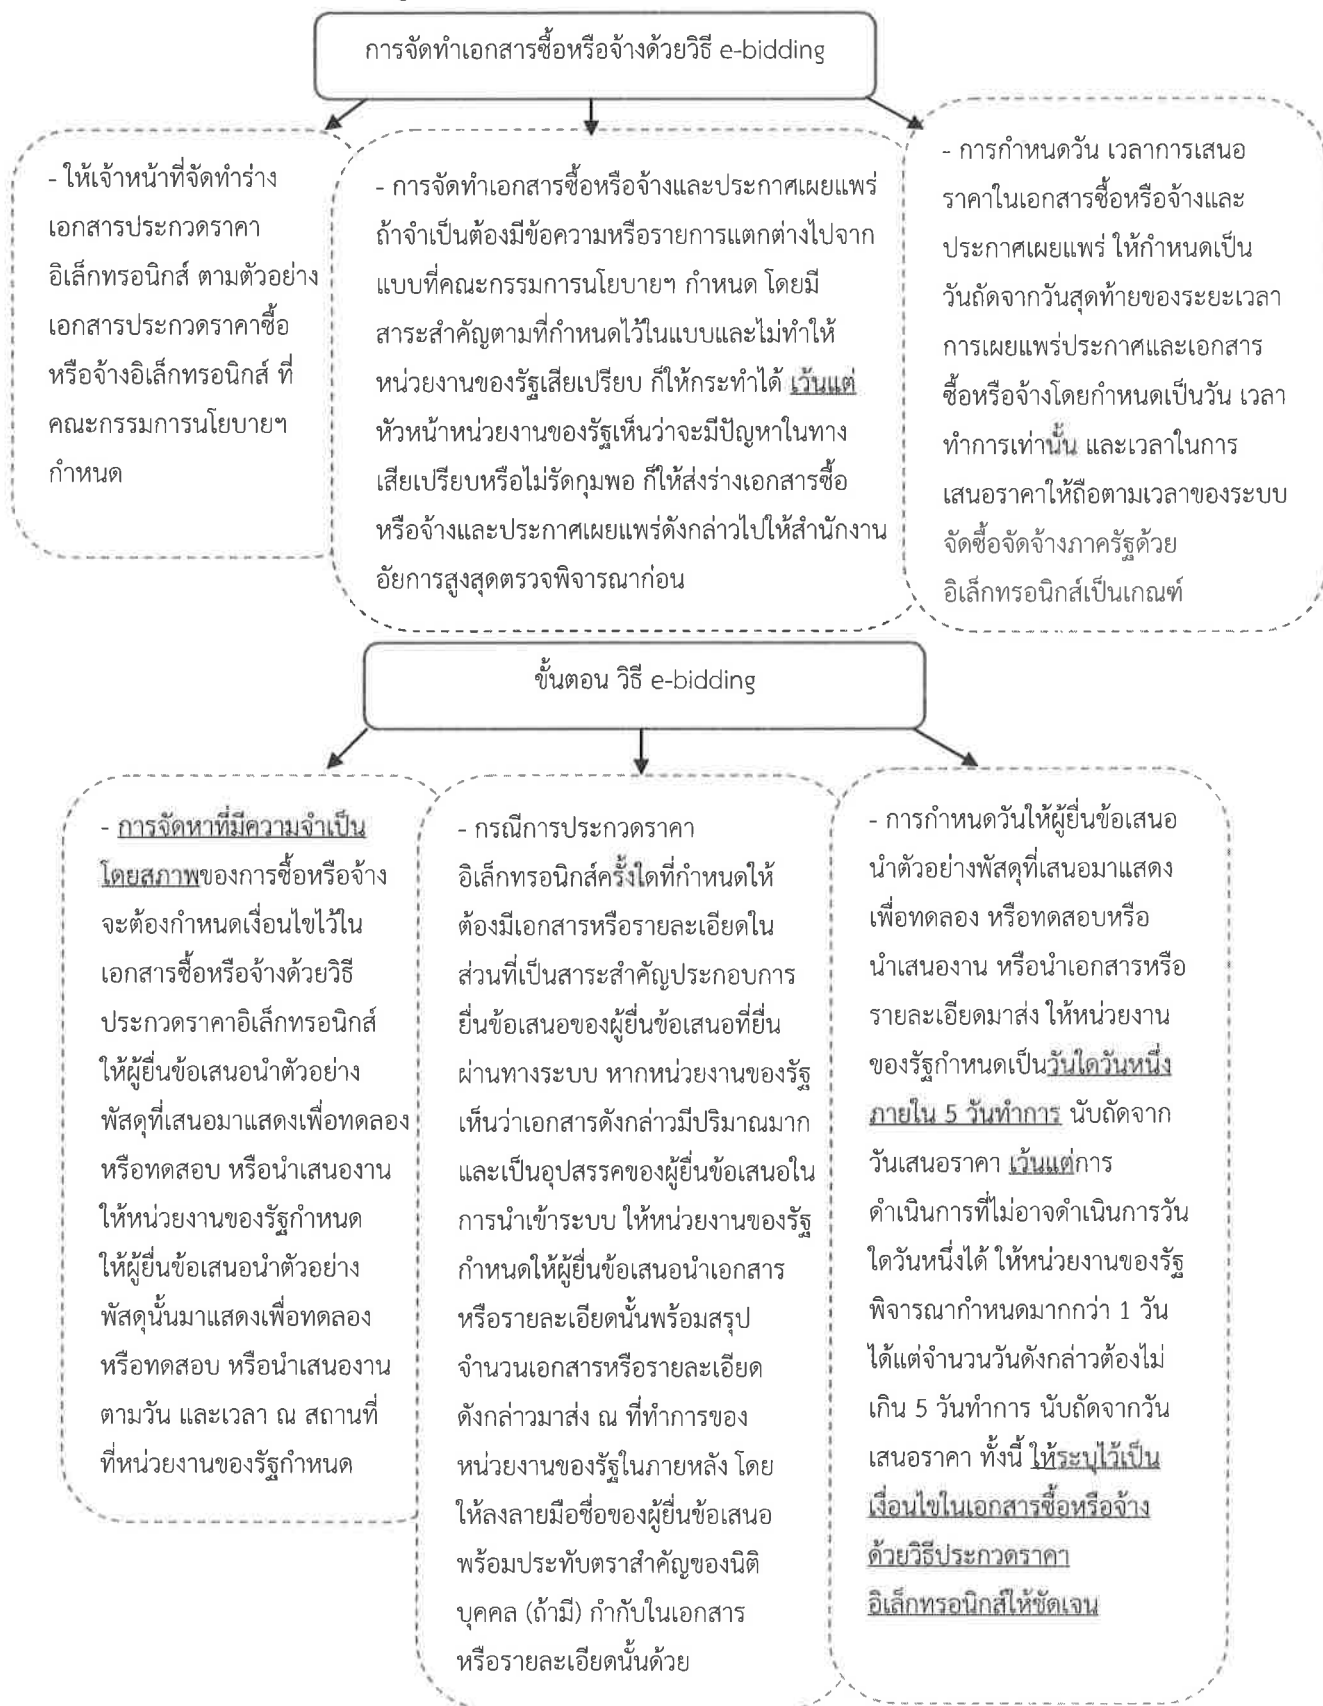 การจัดทำเอกสารซื้อหรือจ้างด้วยวิธี e-bidding
- ให้เจ้าหน้าที่จัดทำร่าง
เอกสารประกวดราคา
อิเล็กทรอนิกส์ ตามตัวอย่าง
เอกสารประกวดราคาซื้อ
หรือจ้างอิเล็กทรอนิกส์ ที่
คณะกรรมการนโยบายฯ
กำหนด
- การจัดทำเอกสารซื้อหรือจ้างและประกาศเผยแพร่
ถ้าจำเป็นต้องมีข้อความหรือรายการแตกต่างไปจาก
แบบที่คณะกรรมการนโยบายฯ กำหนด โดยมี
สาระสำคัญตามที่กำหนดไว้ในแบบและไม่ทำให้
หน่วยงานของรัฐเสียเปรียบ ก็ให้กระทำได้ เว้นแต่
หัวหน้าหน่วยงานของรัฐเห็นว่าจะมีปัญหาในทาง
เสียเปรียบหรือไม่รัดกุมพอ ก็ให้ส่งร่างเอกสารซื้อ
หรือจ้างและประกาศเผยแพร่ดังกล่าวไปให้สำนักงาน
อัยการสูงสุดตรวจพิจารณาก่อน
- การกำหนดวัน เวลาการเสนอ
ราคาในเอกสารซื้อหรือจ้างและ
ประกาศเผยแพร่ ให้กำหนดเป็น
วันถัดจากวันสุดท้ายของระยะเวลา
การเผยแพร่ประกาศและเอกสาร
ซื้อหรือจ้างโดยกำหนดเป็นวัน เวลา
ทำการเท่านั้น และเวลาในการ
เสนอราคาให้ถือตามเวลาของระบบ
จัดซื้อจัดจ้างภาครัฐด้วย
อิเล็กทรอนิกส์เป็นเกณฑ์
ขั้นตอน วิธี e-bidding
- การจัดหาที่มีความจำเป็น
โดยสภาพของการซื้อหรือจ้าง
จะต้องกำหนดเงื่อนไขไว้ใน
เอกสารซื้อหรือจ้างด้วยวิธี
ประกวดราคาอิเล็กทรอนิกส์
ให้ผู้ยื่นข้อเสนอนำตัวอย่าง
พัสดุที่เสนอมาแสดงเพื่อทดลอง
หรือทดสอบ หรือนำเสนองาน
ให้หน่วยงานของรัฐกำหนด
ให้ผู้ยื่นข้อเสนอนำตัวอย่าง
พัสดุนั้นมาแสดงเพื่อทดลอง
หรือทดสอบ หรือนำเสนองาน
ตามวัน และเวลา ณ สถานที่
ที่หน่วยงานของรัฐกำหนด
- กรณีการประกวดราคา
อิเล็กทรอนิกส์ครั้งใดที่กำหนดให้
ต้องมีเอกสารหรือรายละเอียดใน
ส่วนที่เป็นสาระสำคัญประกอบการ
ยื่นข้อเสนอของผู้ยื่นข้อเสนอที่ยื่น
ผ่านทางระบบ หากหน่วยงานของรัฐ
เห็นว่าเอกสารดังกล่าวมีปริมาณมาก
และเป็นอุปสรรคของผู้ยื่นข้อเสนอใน
การนำเข้าระบบ ให้หน่วยงานของรัฐ
กำหนดให้ผู้ยื่นข้อเสนอนำเอกสาร
หรือรายละเอียดนั้นพร้อมสรุป
จำนวนเอกสารหรือรายละเอียด
ดังกล่าวมาส่ง ณ ที่ทำการของ
หน่วยงานของรัฐในภายหลัง โดย
ให้ลงลายมือชื่อของผู้ยื่นข้อเสนอ
พร้อมประทับตราสำคัญของนิติ
บุคคล (ถ้ามี) กำกับในเอกสาร
หรือรายละเอียดนั้นด้วย
- การกำหนดวันให้ผู้ยื่นข้อเสนอ
นำตัวอย่างพัสดุที่เสนอมาแสดง
เพื่อทดลอง หรือทดสอบหรือ
นำเสนองาน หรือนำเอกสารหรือ
รายละเอียดมาส่ง ให้หน่วยงาน
ของรัฐกำหนดเป็นวันใดวันหนึ่ง
ภายใน 5 วันทำการ นับถัดจาก
วันเสนอราคา เว้นแต่การ
ดำเนินการที่ไม่อาจดำเนินการวัน
ใดวันหนึ่งได้ ให้หน่วยงานของรัฐ
พิจารณากำหนดมากกว่า 1 วัน
ได้แต่จำนวนวันดังกล่าวต้องไม่
เกิน 5 วันทำการ นับถัดจากวัน
เสนอราคา ทั้งนี้ ให้ระบุไว้เป็น
เงื่อนไขในเอกสารซื้อหรือจ้าง
ด้วยวิธีประกวดราคา
อิเล็กทรอนิกส์ให้ชัดเจน